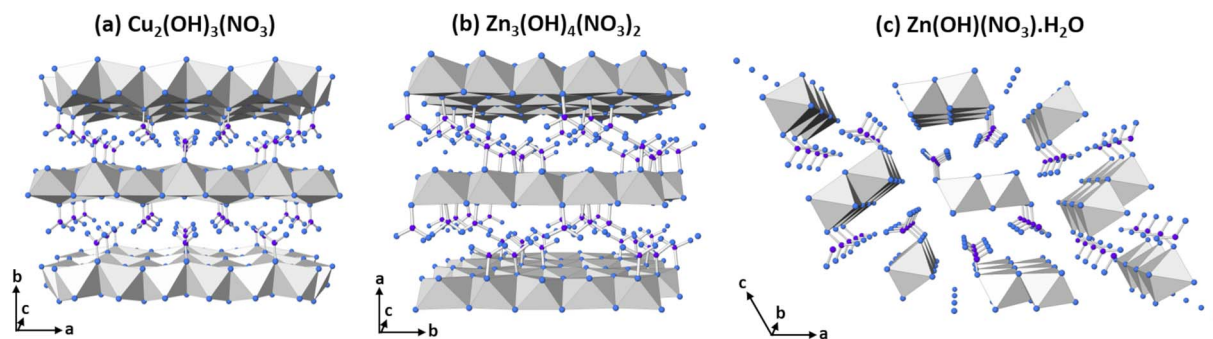 (a) Cu₂(OH)₃(NO₃)
(b) Zn₃(OH)₄(NO₃)₂
(c) Zn(OH)(NO₃).H₂O
b
c
a
a
c
b
c
b
a